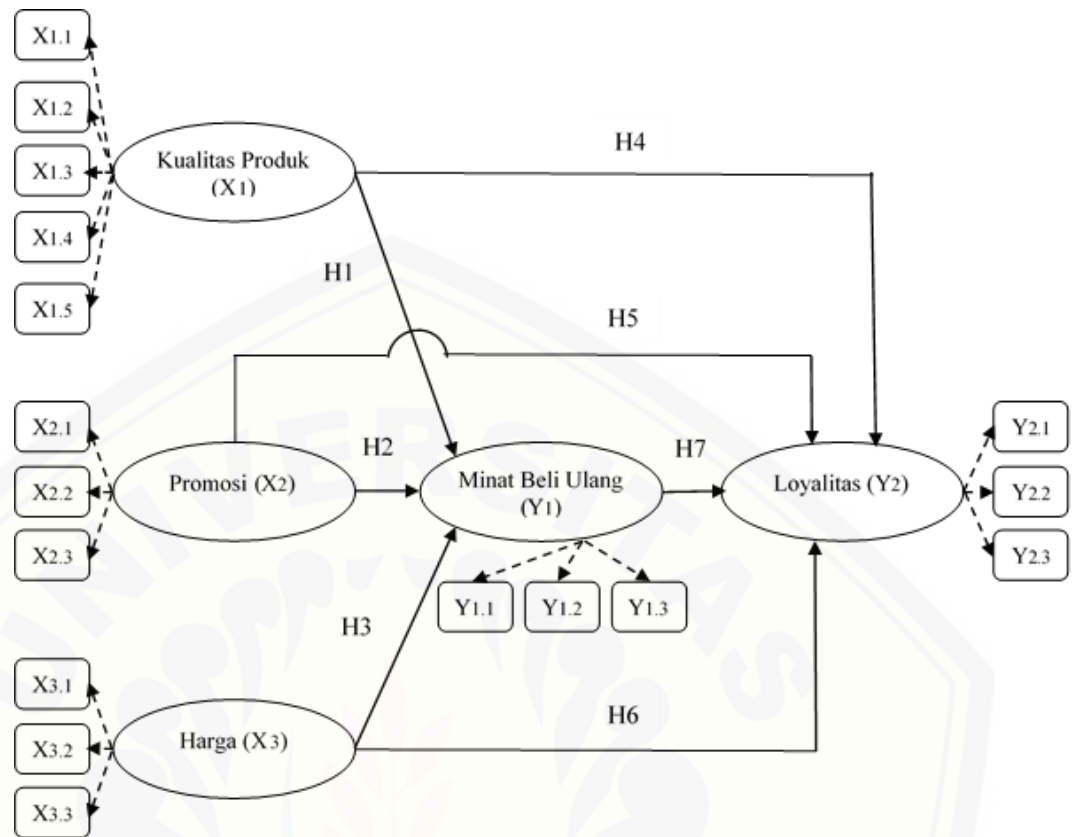 X1.1
X1.2
X1.3
X1.4
X1.5
Kualitas Produk
(X1)
H4
H1
H5
X2.1
X2.2
X2.3
Promosi (X2)
H2
Minat Beli Ulang
(Y1)
H7
Loyalitas (Y2)
Y2.1
Y2.2
Y2.3
Y1.1
Y1.2
Y1.3
H3
X3.1
X3.2
X3.3
Harga (X3)
H6
UNIVERSITAS